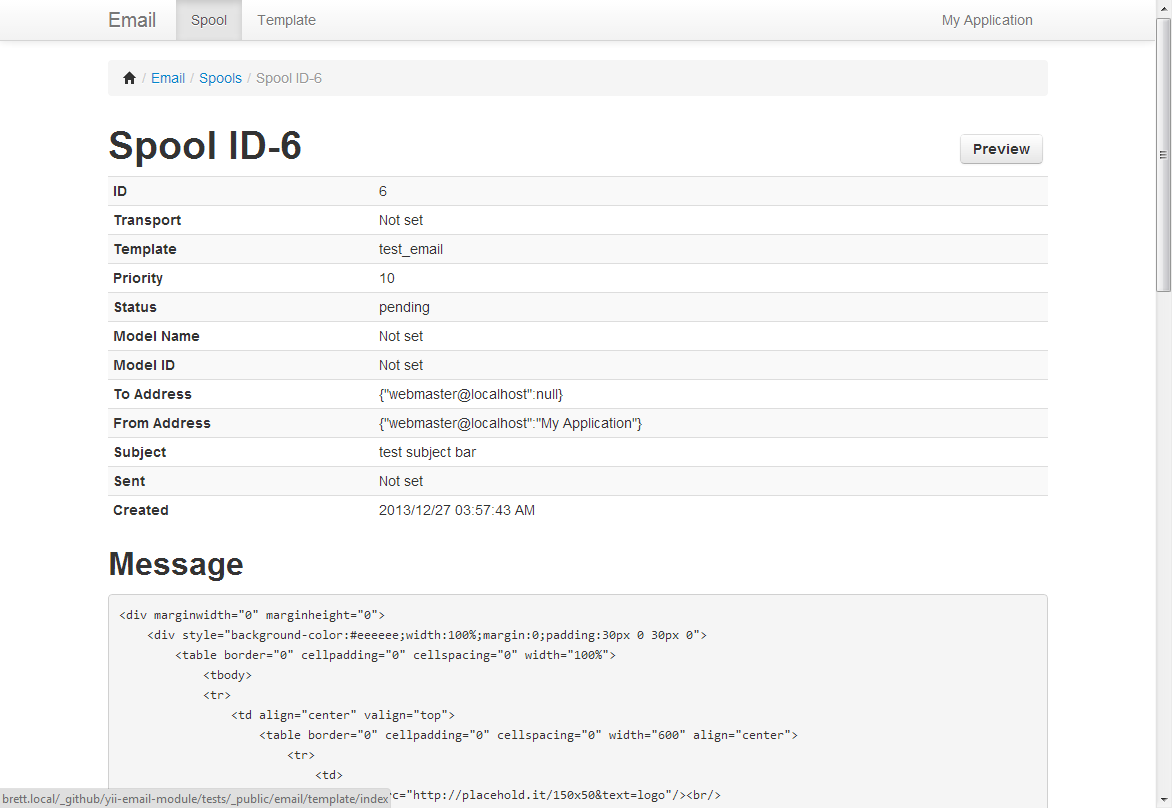 Email Spool Template My Application
/ Email / Spools / Spool ID-6
Spool ID-6 Preview
ID 6
Transport Not set
Template test_email
Priority 10
Status pending
Model Name Not set
Model ID Not set
To Address {"webmaster@localhost":null}
From Address {"webmaster@localhost":"My Application"}
Subject test subject bar
Sent Not set
Created 2013/12/27 03:57:43 AM
Message
<div marginwidth="0" marginheight="0">
<div style="background-color:#eeeeee;width:100%;margin:0;padding:30px 0 30px 0">
<table border="0" cellpadding="0" cellspacing="0" width="100%">
<tbody>
<tr>
<td align="center" valign="top">
<table border="0" cellpadding="0" cellspacing="0" width="600" align="center">
<tr>
<td>
c="http://placehold.it/150x50&text=logo"/><br/>
brett.local/_github/yii-email-module/tests/_public/email/template/index